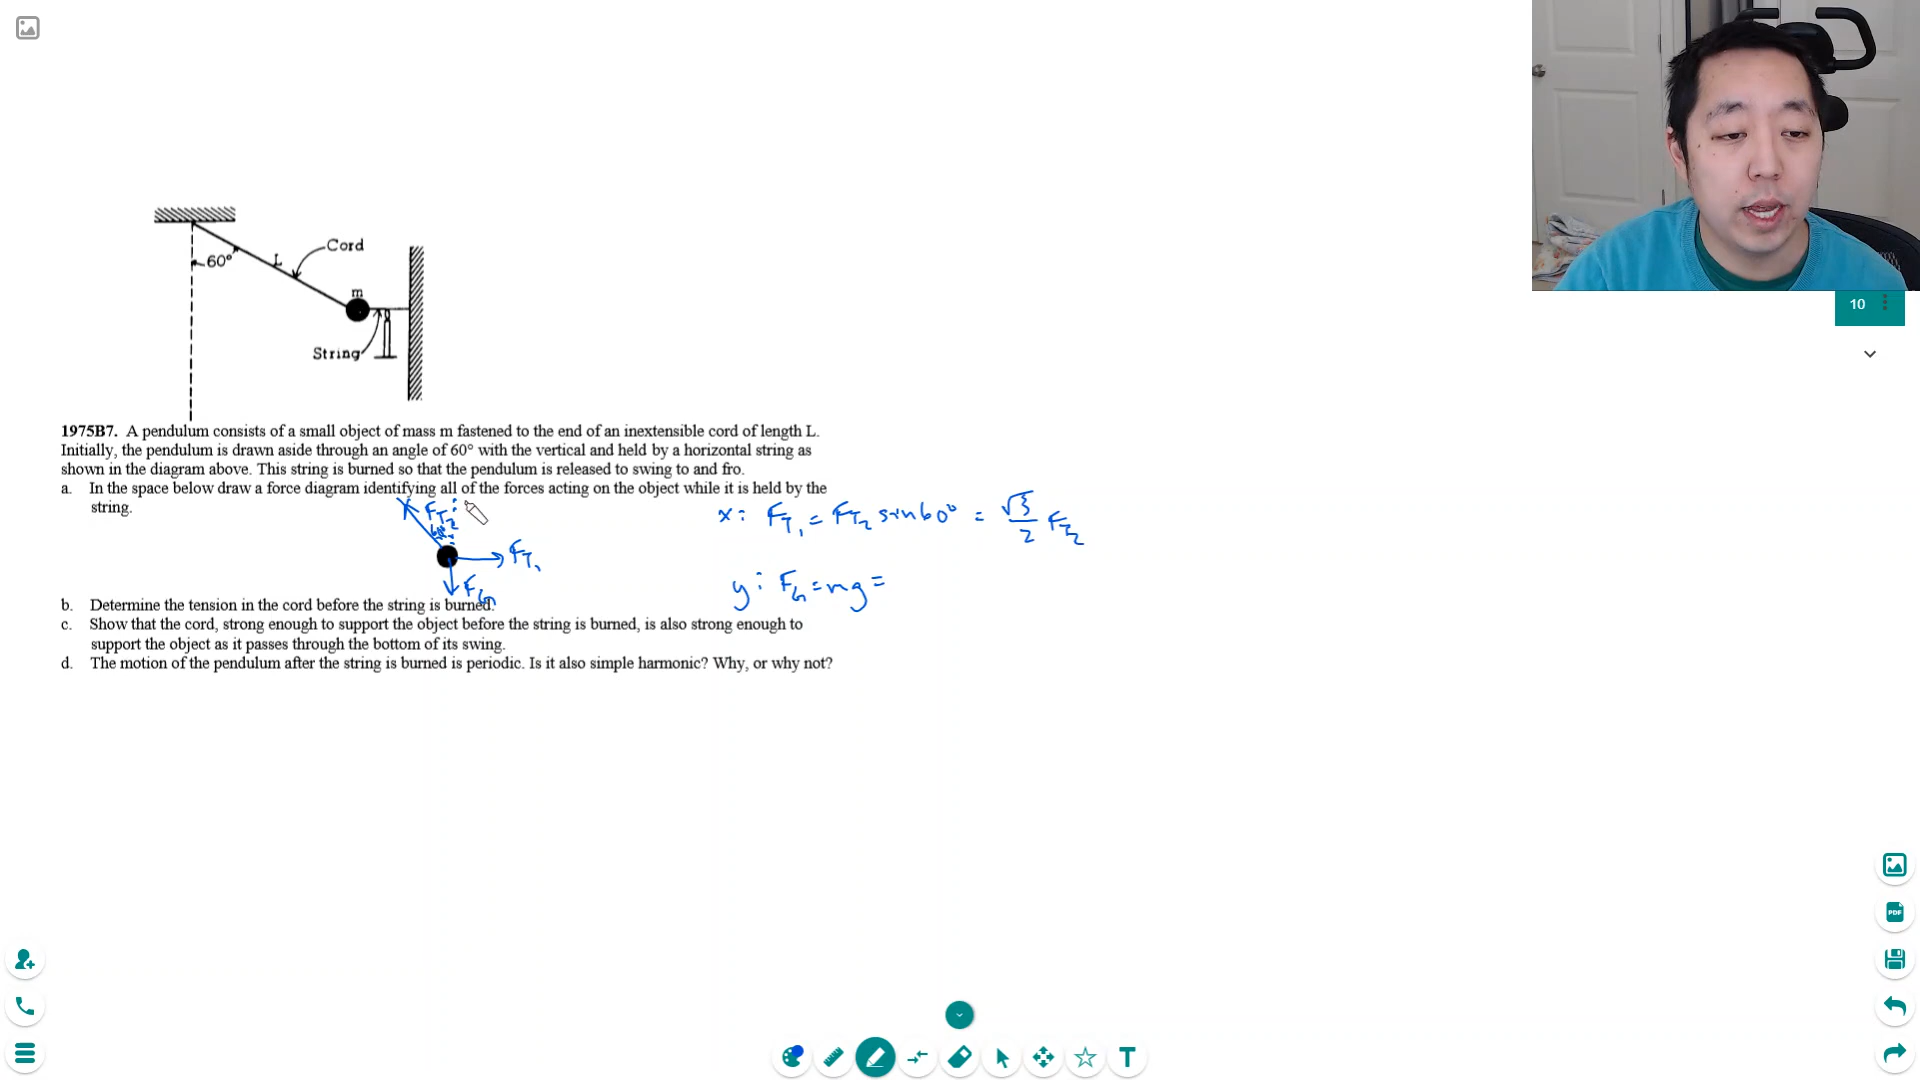 10
Cord
60°
L
m
String
1975B7. A pendulum consists of a small object of mass m fastened to the end of an inextensible cord of length L.
Initially, the pendulum is drawn aside through an angle of 60° with the vertical and held by a horizontal string as
shown in the diagram above. This string is burned so that the pendulum is released to swing to and fro.
a. In the space below draw a force diagram identifying all of the forces acting on the object while it is held by the
string.
F_T2
60°
F_T1
F_G
x: F_T1 = F_T2 sin60° = √3/2 F_T2
y: F_G = mg =
b. Determine the tension in the cord before the string is burned.
c. Show that the cord, strong enough to support the object before the string is burned, is also strong enough to
support the object as it passes through the bottom of its swing.
d. The motion of the pendulum after the string is burned is periodic. Is it also simple harmonic? Why, or why not?
PDF
T